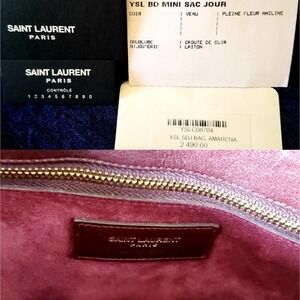 SAINT LAURENT
PARIS
SAINT LAURENT
PARIS
CONTRÔLE
1 2 3 4 5 6 7 8 9 0
YSL BD MINI SAC JOUR
CUIR : VEAU : PLEINE FLEUR ANILINE
DOUBLURE : CROUTE DE CUIR
BIJOUTERIE : LAITON
YSLC08704
YSL SDJ BAG, AMARENA
2 490.00
SAINT LAURENT
PARIS